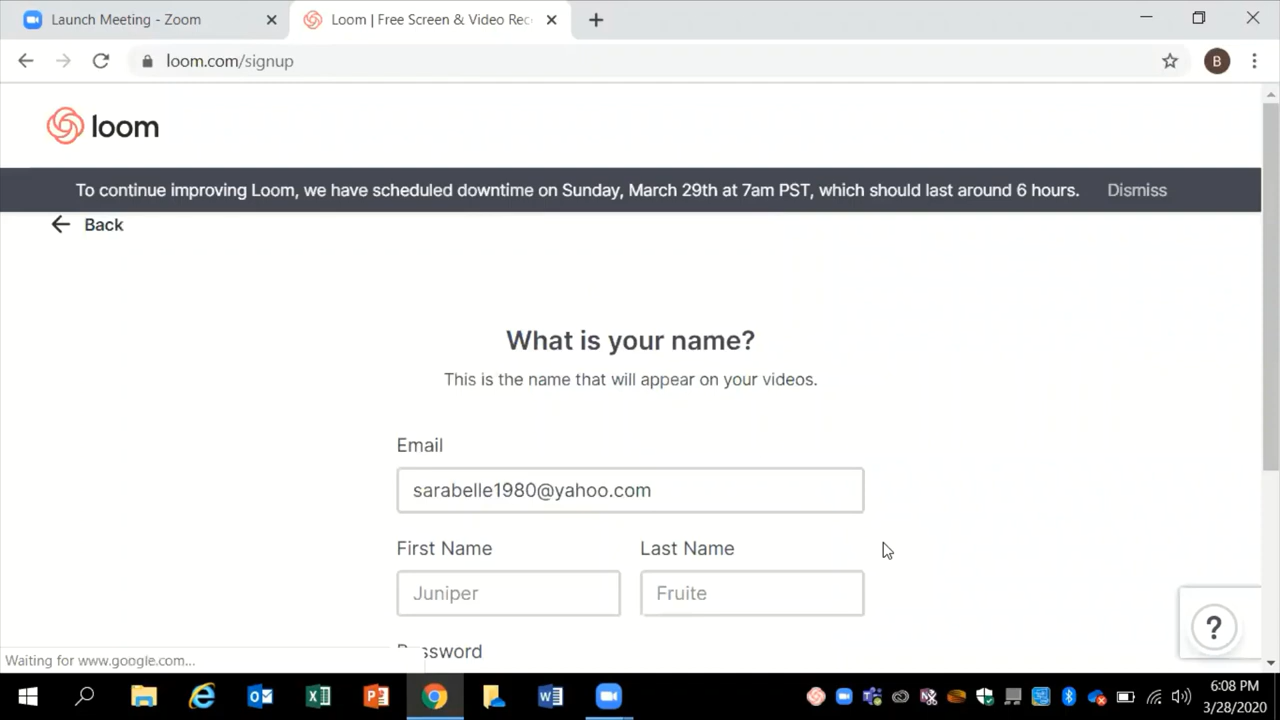 Launch Meeting - Zoom
Loom | Free Screen & Video Rec
loom.com/signup
B
loom
To continue improving Loom, we have scheduled downtime on Sunday, March 29th at 7am PST, which should last around 6 hours. Dismiss
Back
What is your name?
This is the name that will appear on your videos.
Email
sarabelle1980@yahoo.com
First Name Last Name
Juniper Fruite
Password
?
Waiting for www.google.com...
6:08 PM
3/28/2020